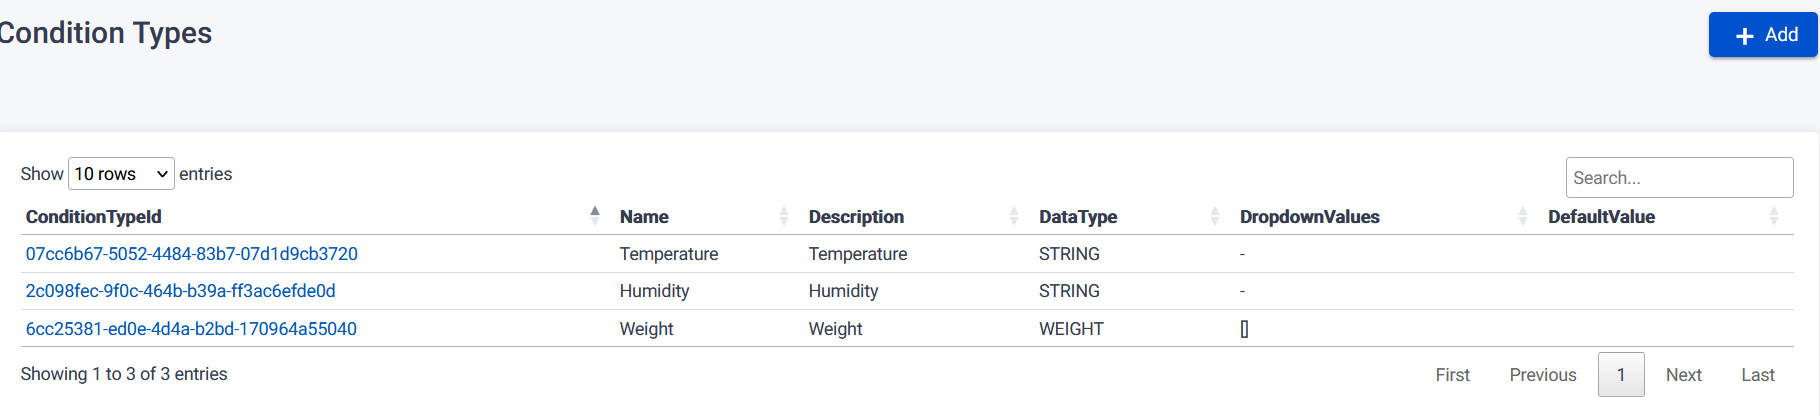 Condition Types
+ Add
Show 10 rows entries
Search...
ConditionTypeId Name Description DataType DropdownValues DefaultValue
07cc6b67-5052-4484-83b7-07d1d9cb3720 Temperature Temperature STRING -
2c098fec-9f0c-464b-b39a-ff3ac6efde0d Humidity Humidity STRING -
6cc25381-ed0e-4d4a-b2bd-170964a55040 Weight Weight WEIGHT []
Showing 1 to 3 of 3 entries
First Previous 1 Next Last